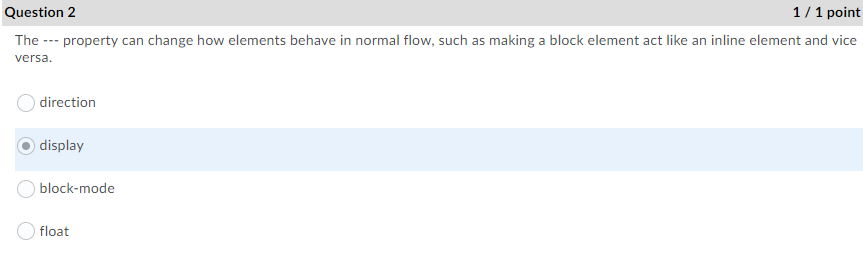 Question 2
1 / 1 point
The --- property can change how elements behave in normal flow, such as making a block element act like an inline element and vice
versa.
direction
display
block-mode
float